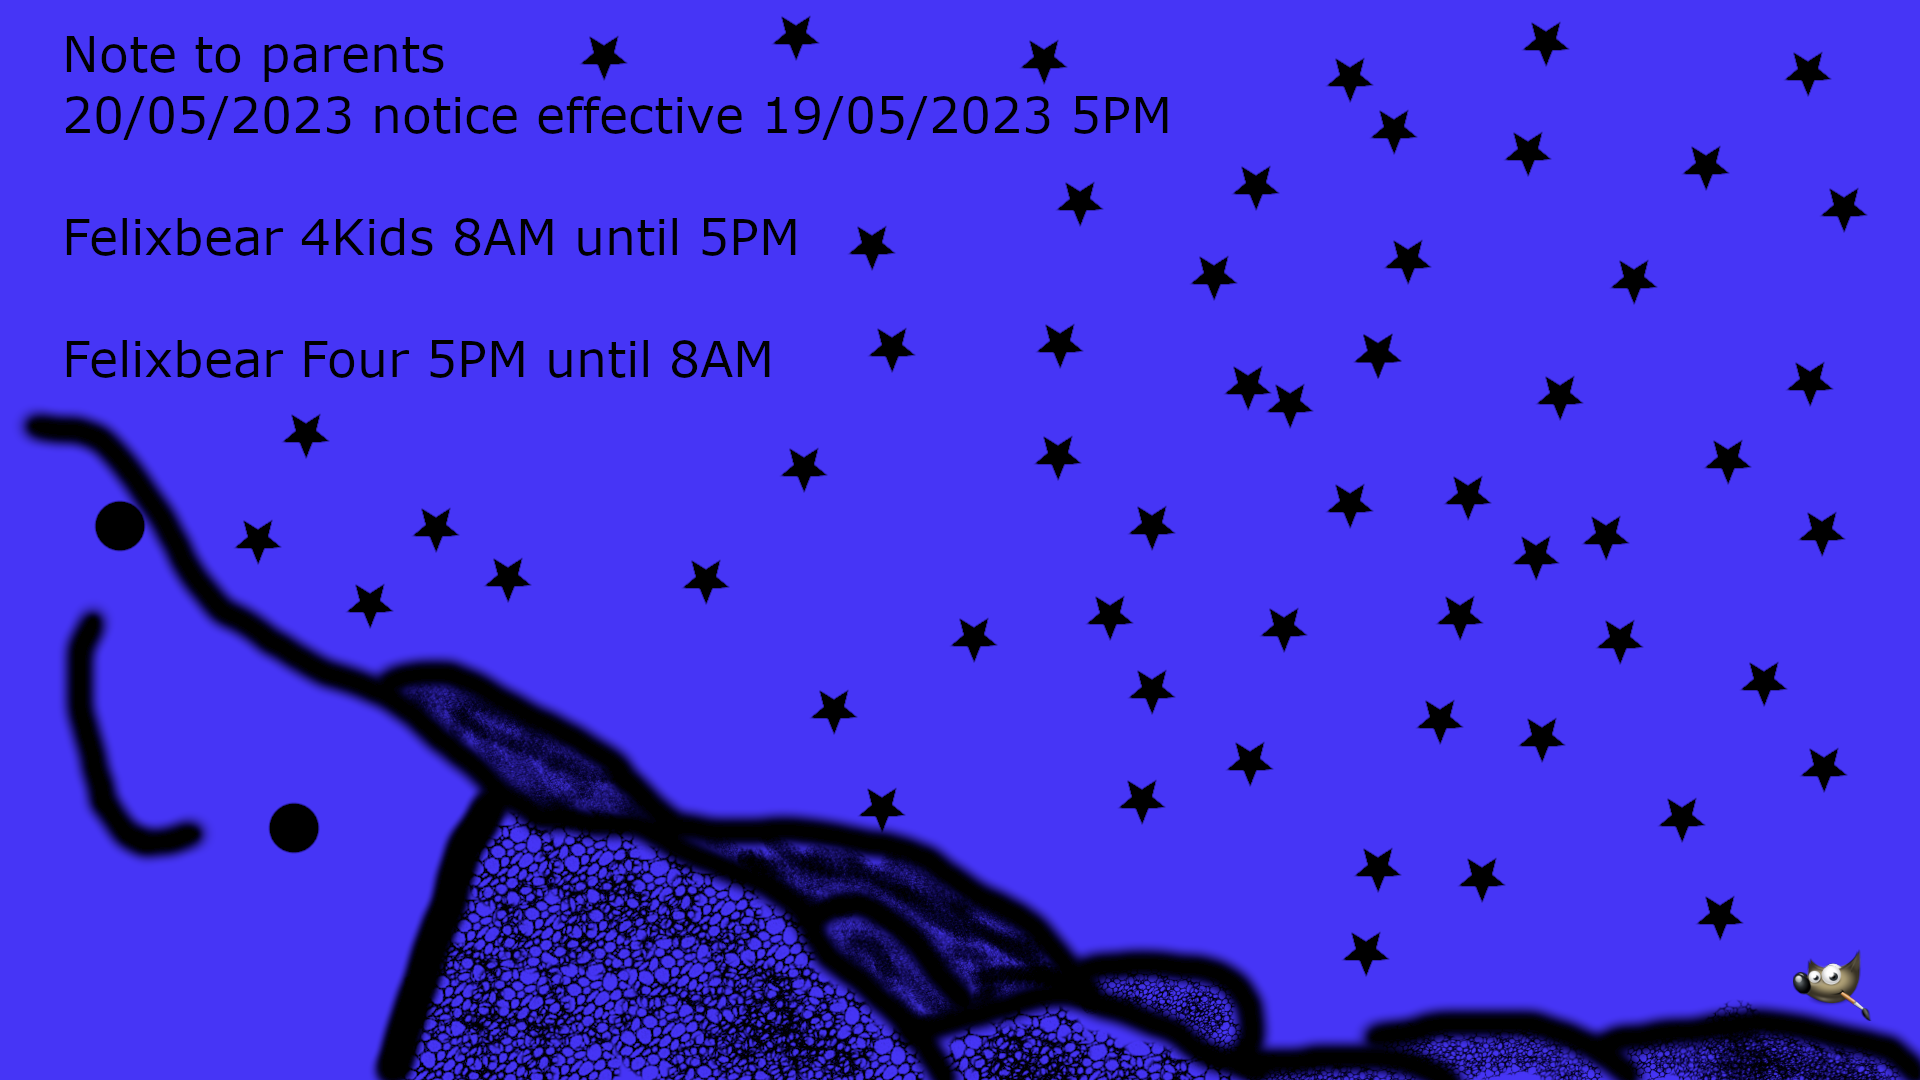 Note to parents
20/05/2023 notice effective 19/05/2023 5PM
Felixbear 4Kids 8AM until 5PM
Felixbear Four 5PM until 8AM